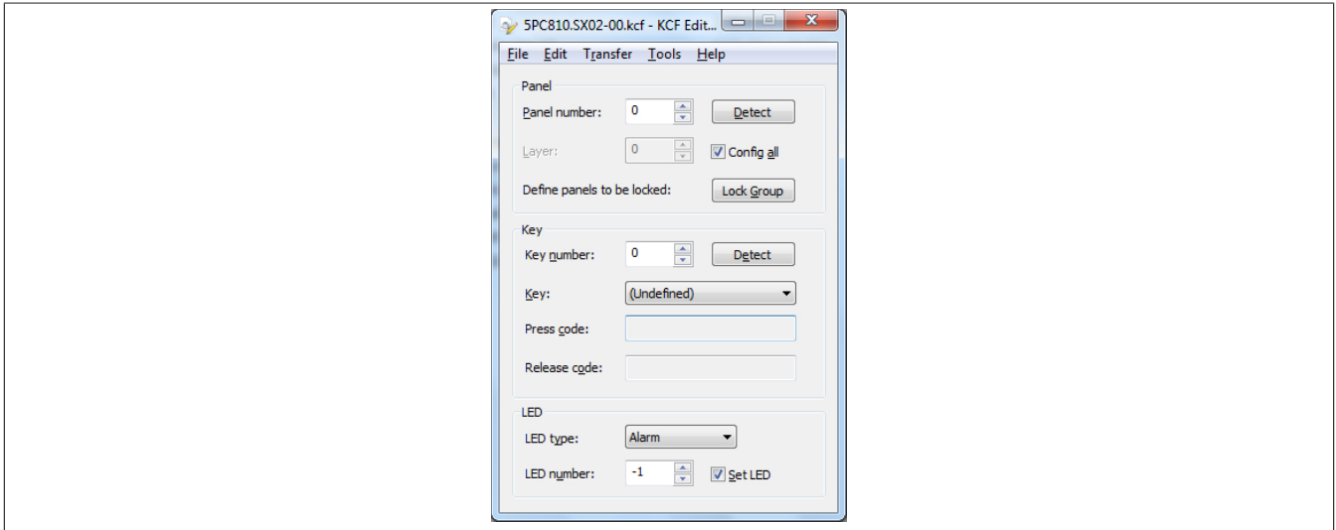 5PC810.SX02-00.kcf - KCF Edit...
File Edit Transfer Tools Help
Panel
Panel number: 0 Detect
Layer: 0 Config all
Define panels to be locked: Lock Group
Key
Key number: 0 Detect
Key: (Undefined)
Press code:
Release code:
LED
LED type: Alarm
LED number: -1 Set LED